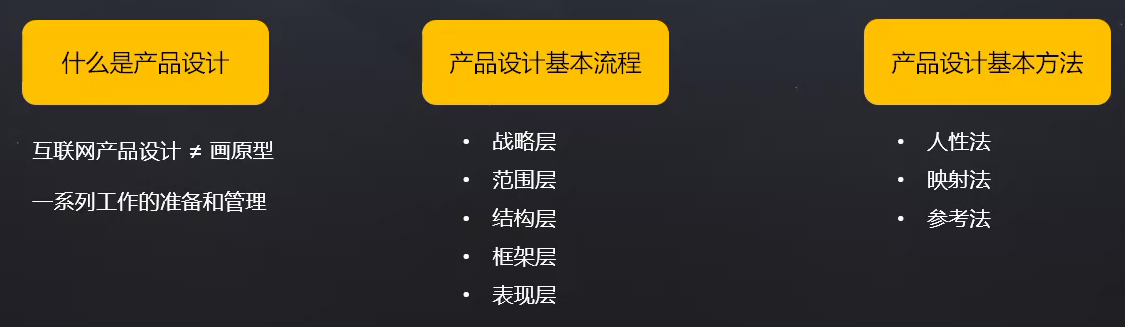 什么是产品设计
互联网产品设计 ≠ 画原型
一系列工作的准备和管理
产品设计基本流程
• 战略层
• 范围层
• 结构层
• 框架层
• 表现层
产品设计基本方法
• 人性法
• 映射法
• 参考法